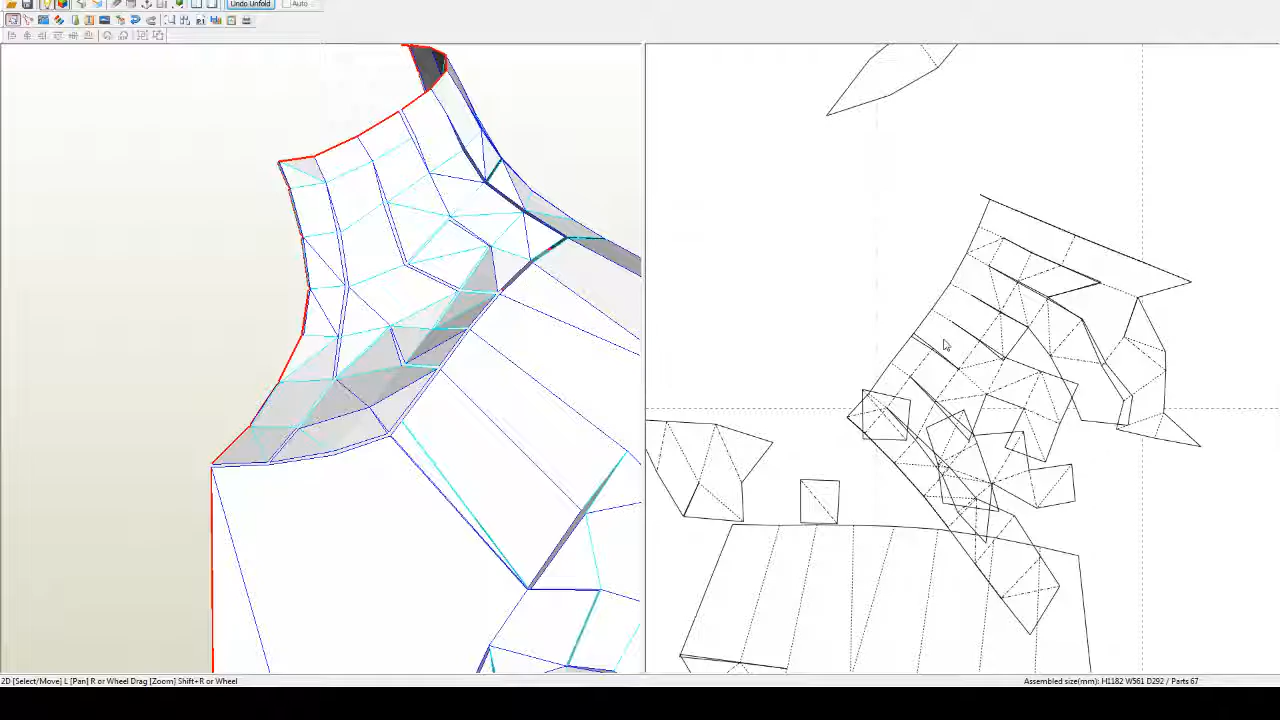 Undo Unfold Auto
2D [Select/Move] L [Pan] R or Wheel Drag [Zoom] Shift+R or Wheel Assembled size(mm): H1182 W561 D292 / Parts 67